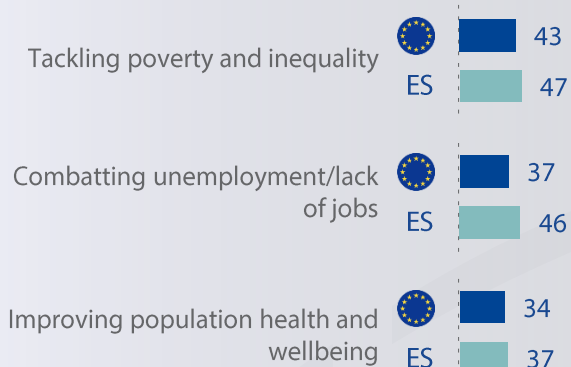 43
Tackling poverty and inequality
ES 47
37
Combatting unemployment/lack
of jobs
ES 46
34
Improving population health and
wellbeing
ES 37